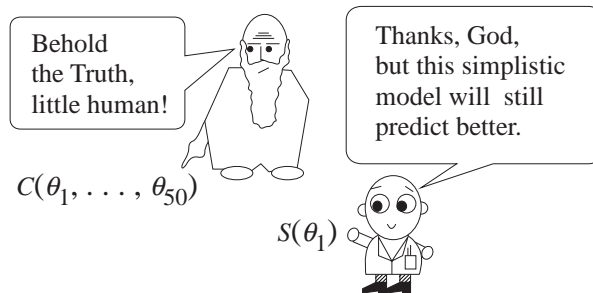 Behold
the Truth,
little human!
Thanks, God,
but this simplistic
model will still
predict better.
C(θ₁, . . . , θ₅₀)
S(θ₁)